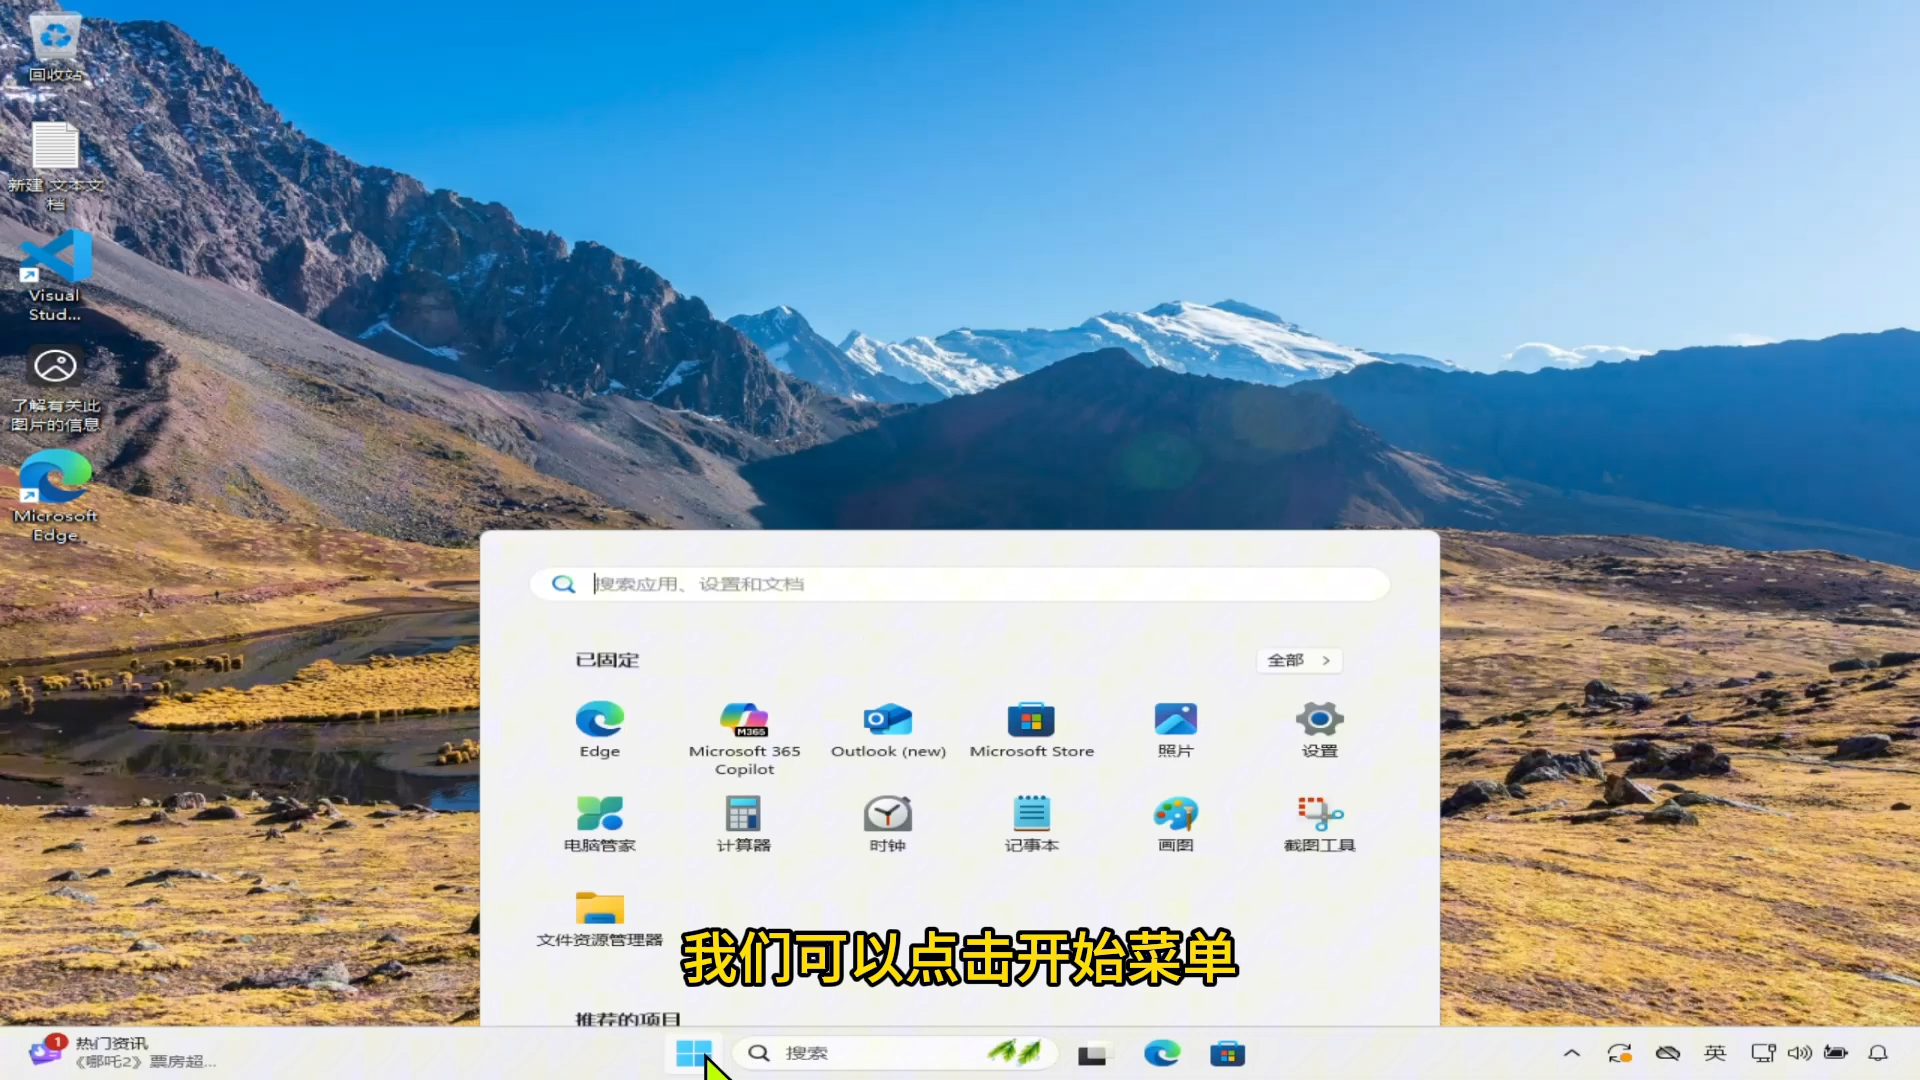 回收站
新建 文本文
档
Visual
Stud...
了解有关此
图片的信息
Microsoft
Edge
搜索应用、设置和文档
已固定
全部
Edge
Microsoft 365
Copilot
M365
Outlook (new)
Microsoft Store
照片
设置
电脑管家
计算器
时钟
记事本
画图
截图工具
文件资源管理器
我们可以点击开始菜单
推荐的项目
1
热门资讯
《哪吒2》票房超...
搜索
英